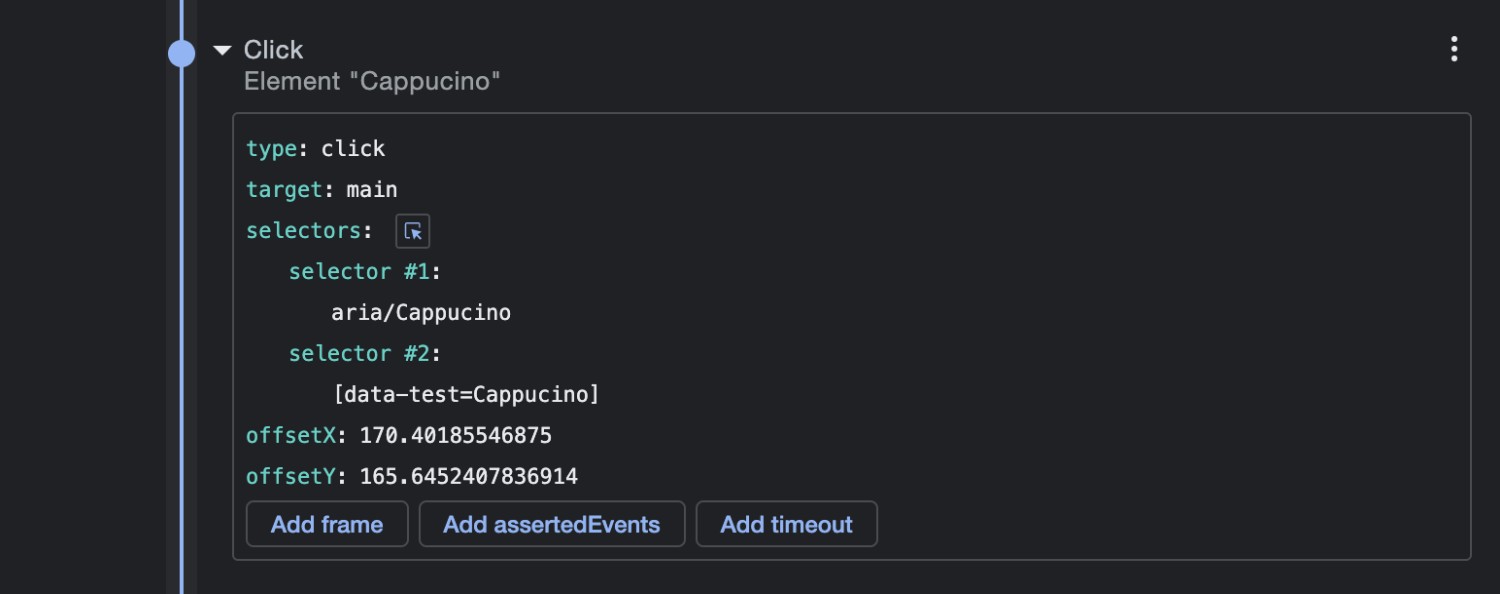 Click
Element "Cappucino"
type: click
target: main
selectors:
selector #1:
aria/Cappucino
selector #2:
[data-test=Cappucino]
offsetX: 170.40185546875
offsetY: 165.6452407836914
Add frame Add assertedEvents Add timeout